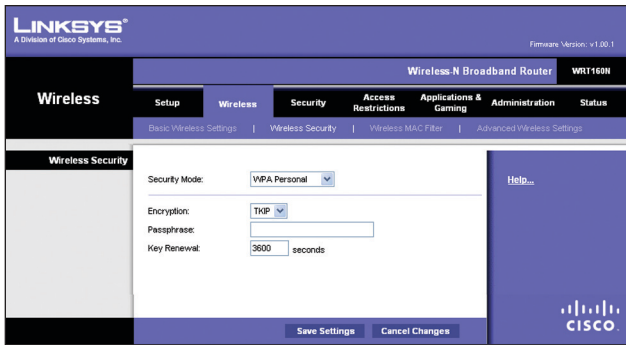 LINKSYS®
A Division of Cisco Systems, Inc.
Firmware Version: v1.00.1
Wireless-N Broadband Router WRT160N
Wireless
Setup Wireless Security Access Restrictions Applications & Gaming Administration Status
Basic Wireless Settings | Wireless Security | Wireless MAC Filter | Advanced Wireless Settings
Wireless Security
Security Mode: WPA Personal
Help...
Encryption: TKIP
Passphrase:
Key Renewal: 3600 seconds
Save Settings Cancel Changes
CISCO.